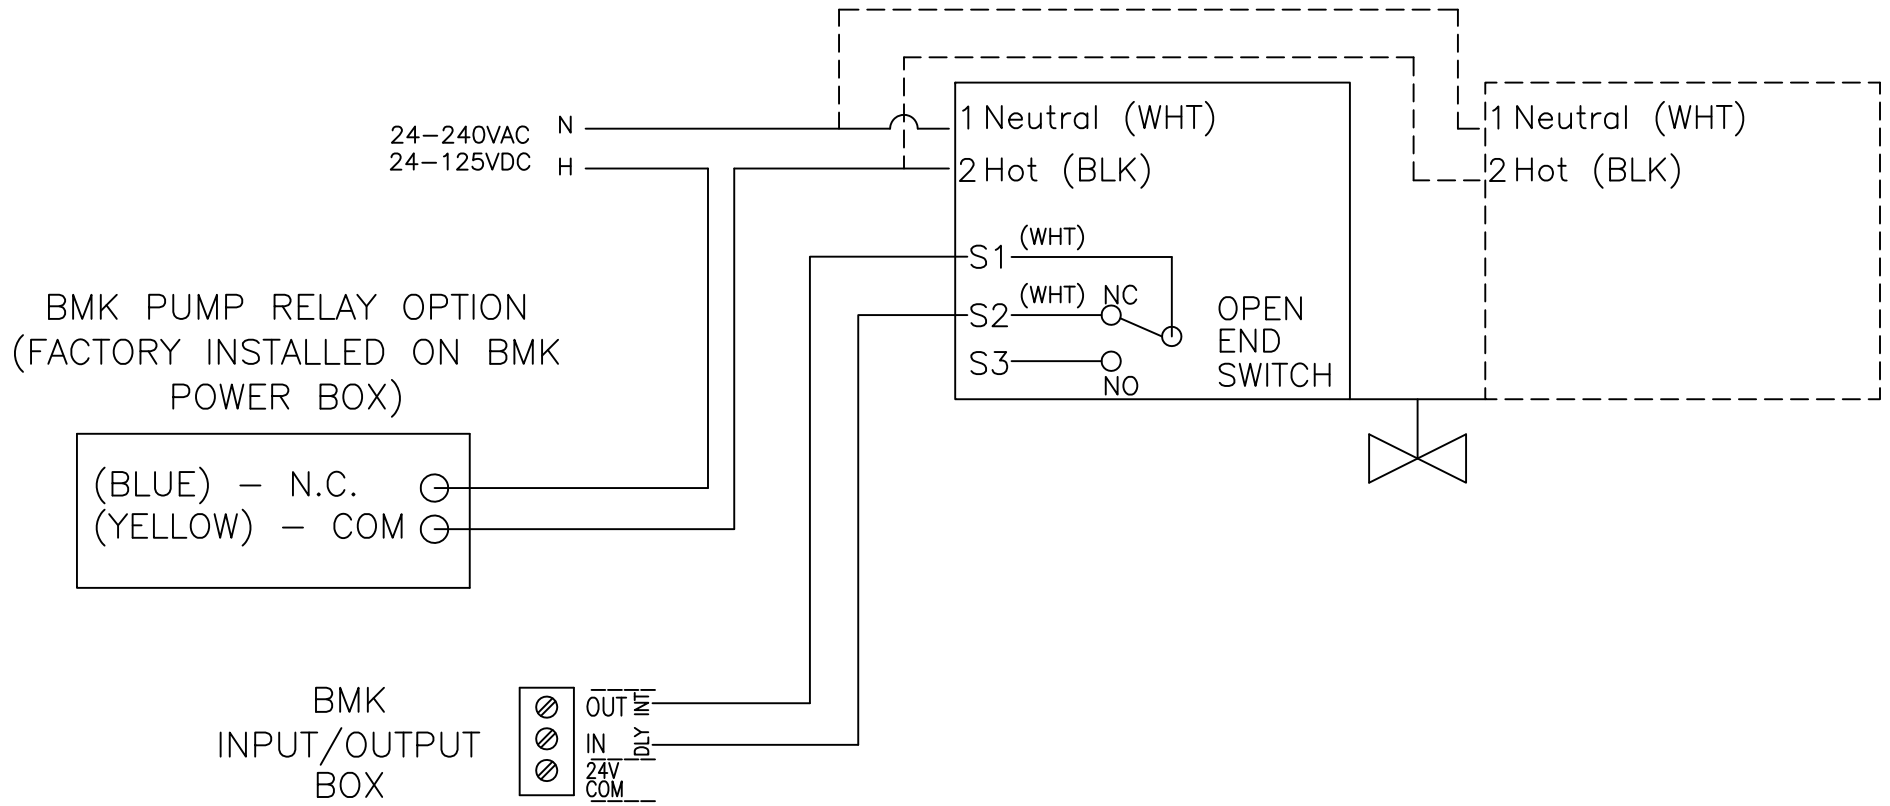 24-240VAC N
24-125VDC H
1 Neutral (WHT)
2 Hot (BLK)
1 Neutral (WHT)
2 Hot (BLK)
S1 (WHT)
S2 (WHT) NC
S3
NO
OPEN
END
SWITCH
BMK PUMP RELAY OPTION
(FACTORY INSTALLED ON BMK
POWER BOX)
(BLUE) - N.C.
(YELLOW) - COM
BMK
INPUT/OUTPUT
BOX
OUT
IN
24V
COM
DLY INT